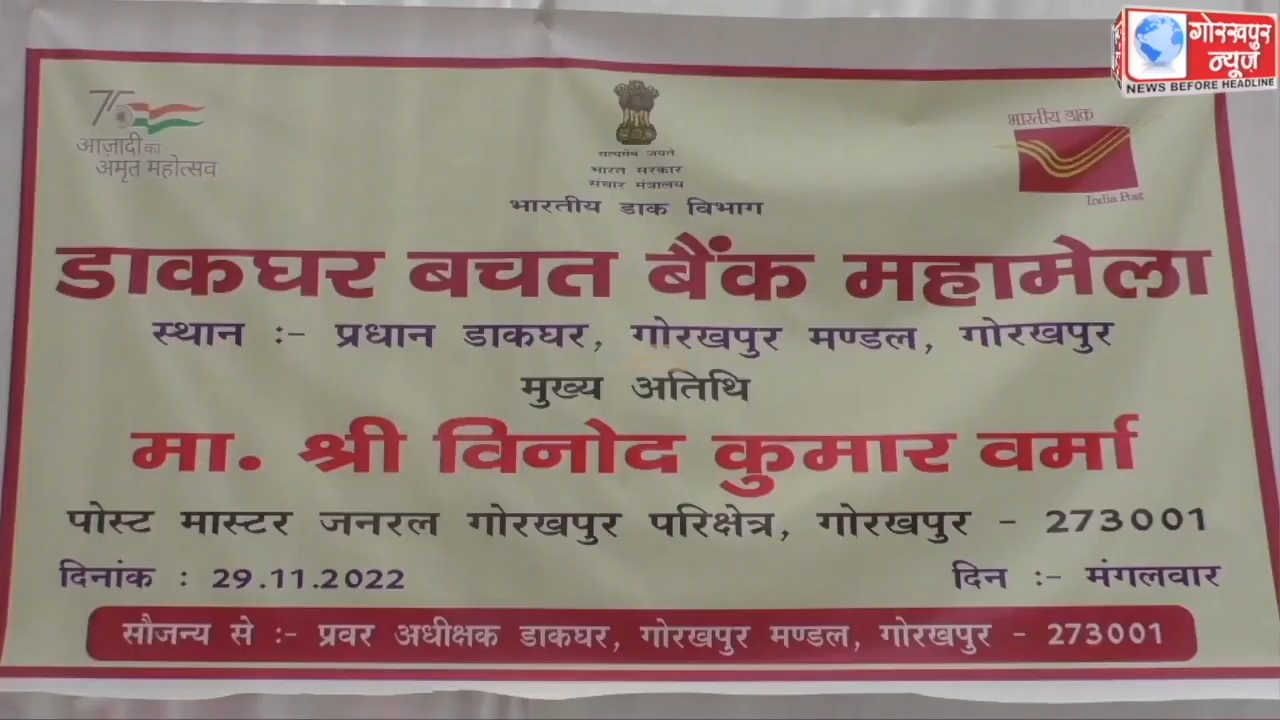 गोरखपुर
न्यूज़
NEWS BEFORE HEADLINE
75
आज़ादी का
अमृत महोत्सव
सत्यमेव जयते
भारत सरकार
संचार मंत्रालय
भारतीय डाक विभाग
भारतीय डाक
India Post
डाकघर बचत बैंक महामेला
स्थान :- प्रधान डाकघर, गोरखपुर मण्डल, गोरखपुर
मुख्य अतिथि
मा. श्री विनोद कुमार वर्मा
पोस्ट मास्टर जनरल गोरखपुर परिक्षेत्र, गोरखपुर - 273001
दिनांक : 29.11.2022
दिन :- मंगलवार
सौजन्य से :- प्रवर अधीक्षक डाकघर, गोरखपुर मण्डल, गोरखपुर - 273001